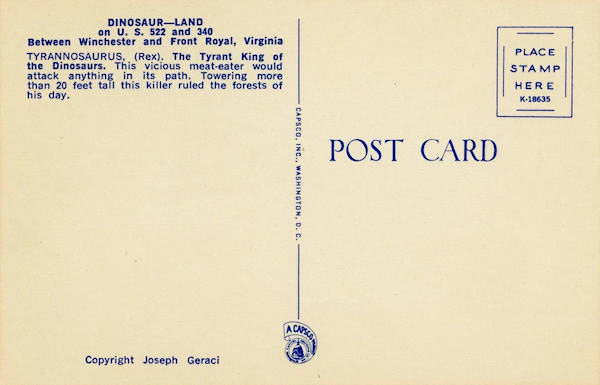 DINOSAUR—LAND
on U. S. 522 and 340
Between Winchester and Front Royal, Virginia
TYRANNOSAURUS, (Rex). The Tyrant King of
the Dinosaurs. This vicious meat-eater would
attack anything in its path. Towering more
than 20 feet tall this killer ruled the forests of
his day.
Copyright Joseph Geraci
CAPSCO, INC., WASHINGTON, D. C.
A CAPSCO
POST CARD
PLACE
STAMP
HERE
K-18635